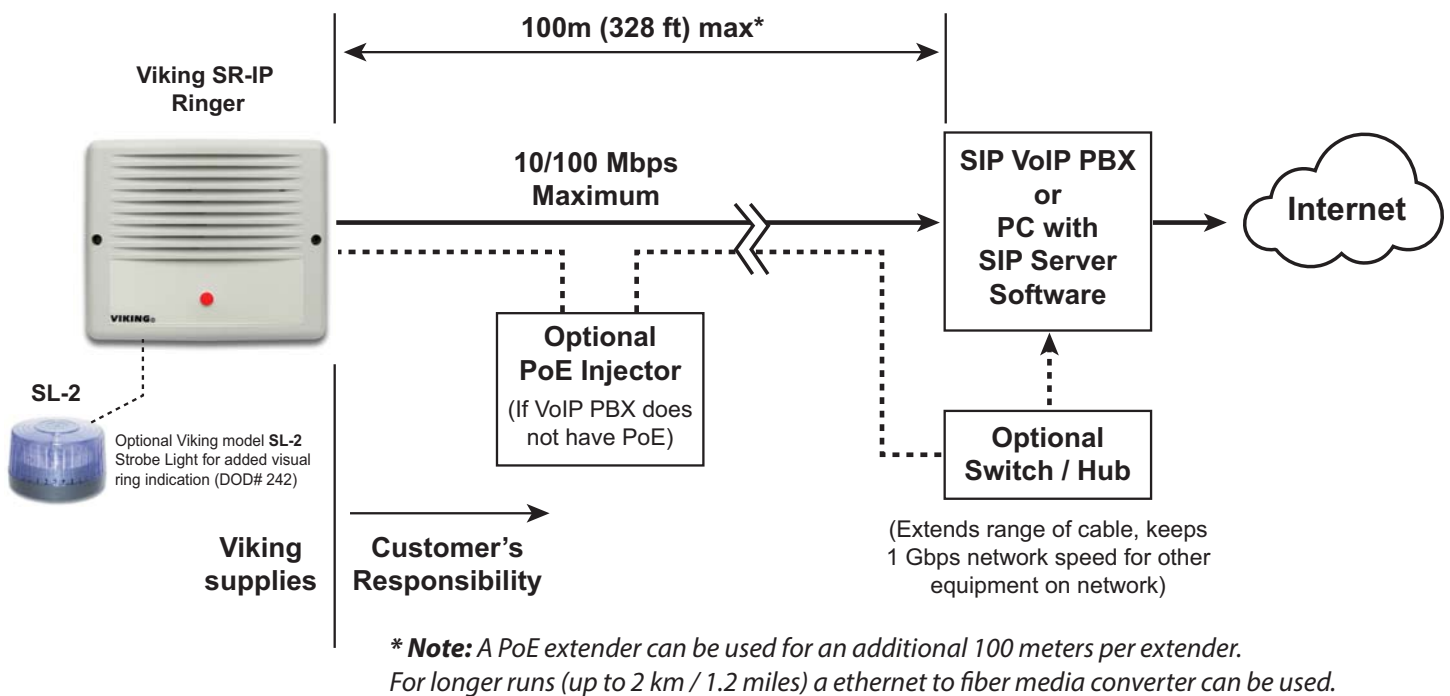 100m (328 ft) max*
Viking SR-IP
Ringer
10/100 Mbps
Maximum
SIP VoIP PBX
or
PC with
SIP Server
Software
Internet
VIKING®
Optional
PoE Injector
(If VoIP PBX does
not have PoE)
SL-2
Optional Viking model SL-2
Strobe Light for added visual
ring indication (DOD# 242)
Optional
Switch / Hub
(Extends range of cable, keeps
1 Gbps network speed for other
equipment on network)
Viking
supplies
Customer's
Responsibility
* Note: A PoE extender can be used for an additional 100 meters per extender.
For longer runs (up to 2 km / 1.2 miles) a ethernet to fiber media converter can be used.